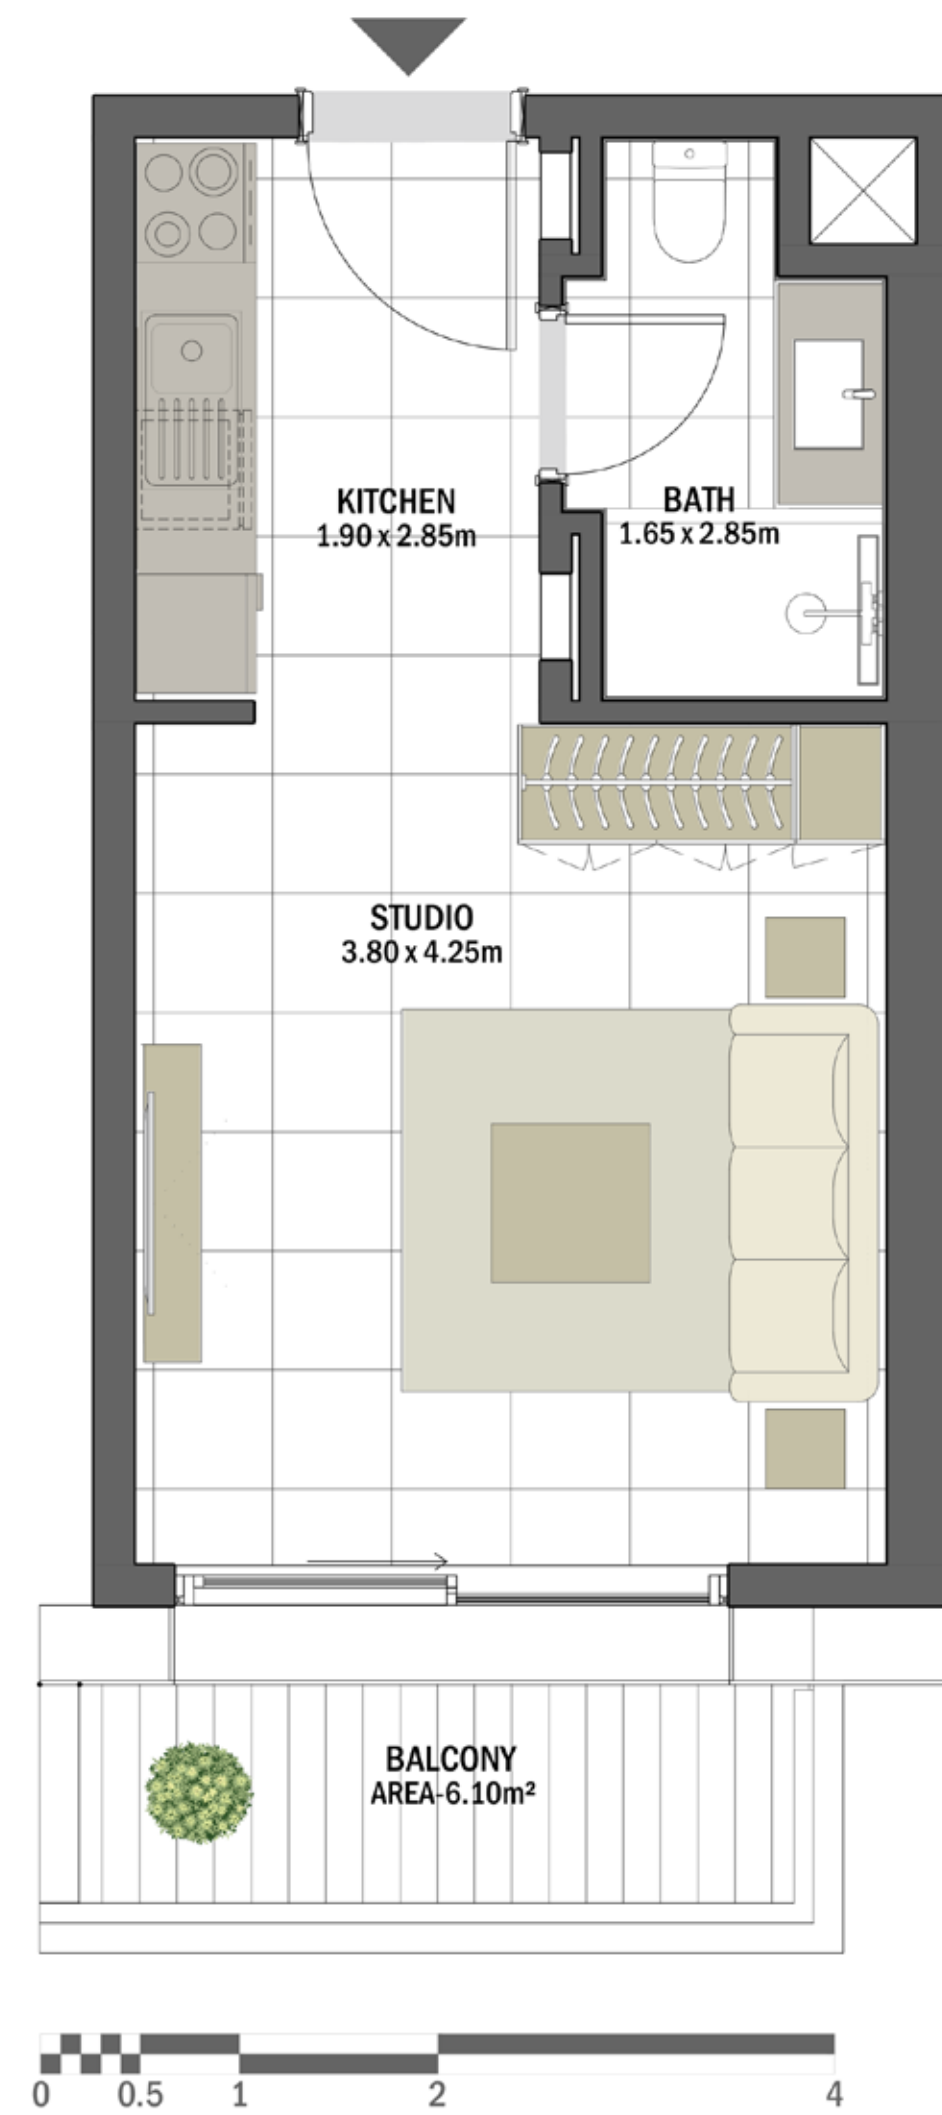 KITCHEN
1.90 x 2.85m
BATH
1.65 x 2.85m
STUDIO
3.80 x 4.25m
BALCONY
AREA-6.10m²
0 0.5 1 2 4